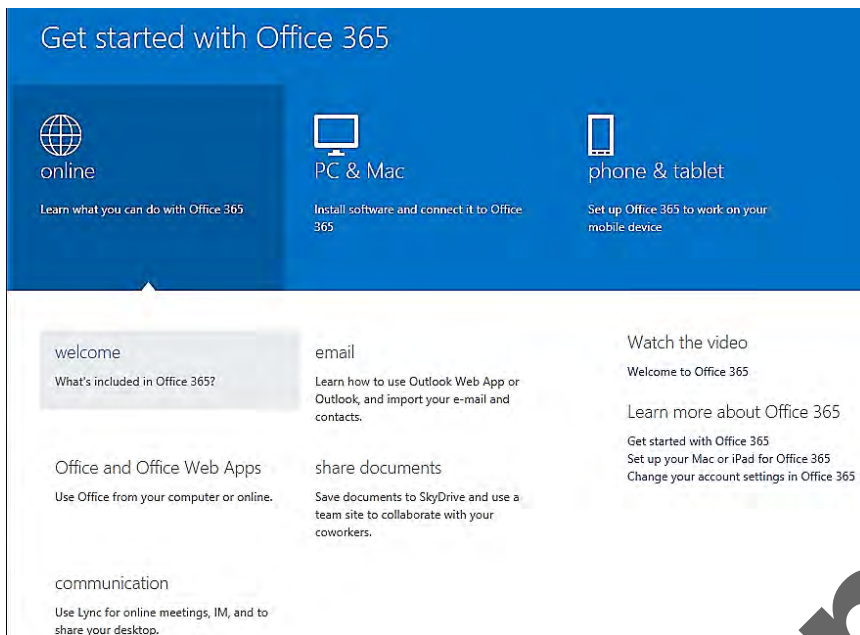 Get started with Office 365
online
Learn what you can do with Office 365
PC & Mac
Install software and connect it to Office
365
phone & tablet
Set up Office 365 to work on your
mobile device
welcome
What's included in Office 365?
email
Learn how to use Outlook Web App or
Outlook, and import your e-mail and
contacts.
Office and Office Web Apps
Use Office from your computer or online.
share documents
Save documents to SkyDrive and use a
team site to collaborate with your
coworkers.
communication
Use Lync for online meetings, IM, and to
share your desktop.
Watch the video
Welcome to Office 365
Learn more about Office 365
Get started with Office 365
Set up your Mac or iPad for Office 365
Change your account settings in Office 365